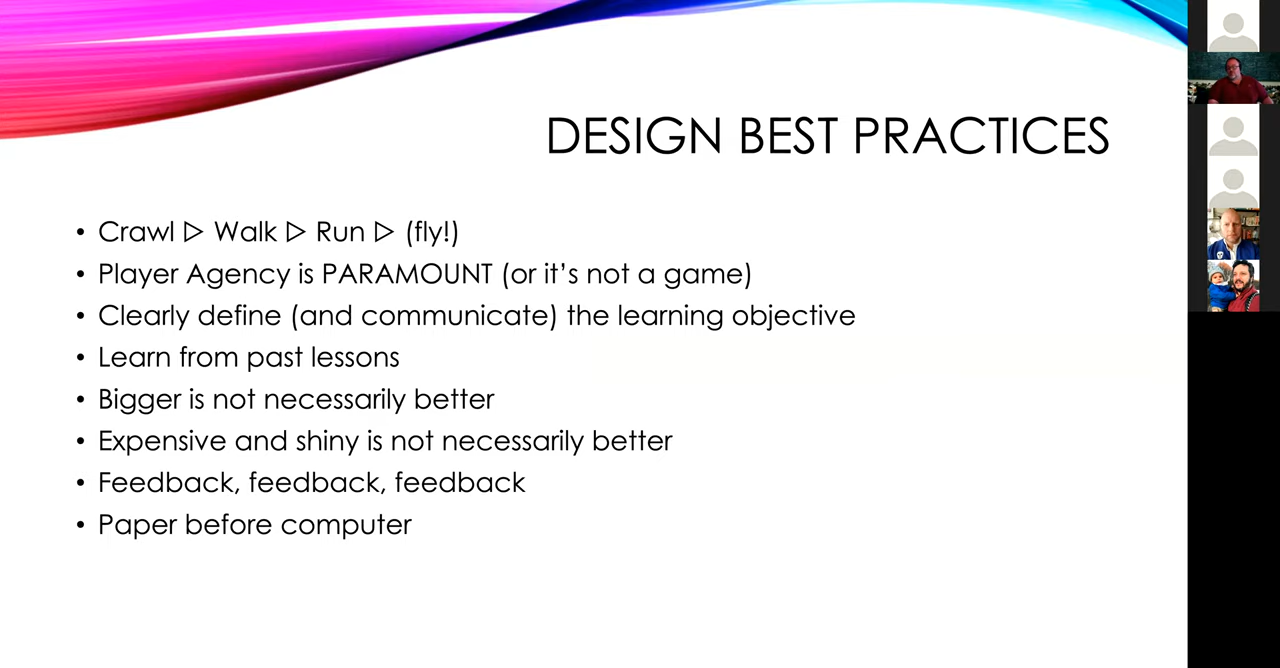 DESIGN BEST PRACTICES
• Crawl ▷ Walk ▷ Run ▷ (fly!)
• Player Agency is PARAMOUNT (or it’s not a game)
• Clearly define (and communicate) the learning objective
• Learn from past lessons
• Bigger is not necessarily better
• Expensive and shiny is not necessarily better
• Feedback, feedback, feedback
• Paper before computer